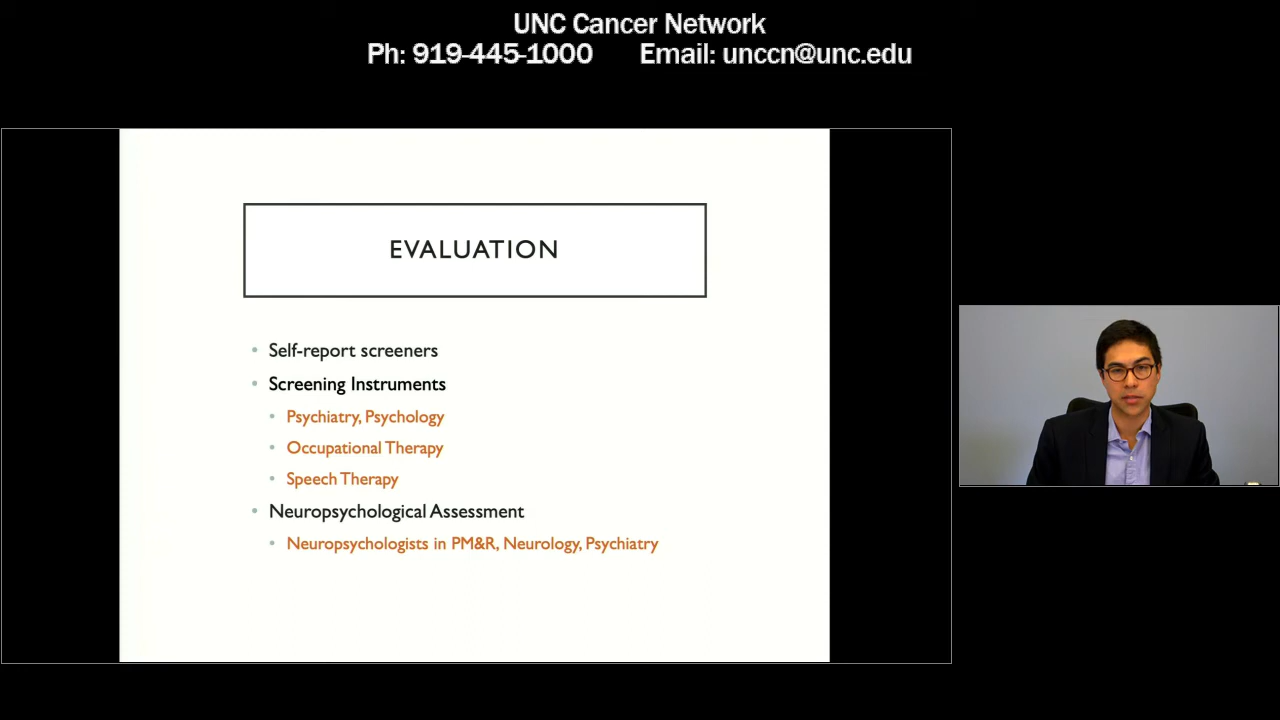 UNC Cancer Network
Ph: 919-445-1000 Email: unccn@unc.edu
EVALUATION
• Self-report screeners
• Screening Instruments
• Psychiatry, Psychology
• Occupational Therapy
• Speech Therapy
• Neuropsychological Assessment
• Neuropsychologists in PM&R, Neurology, Psychiatry